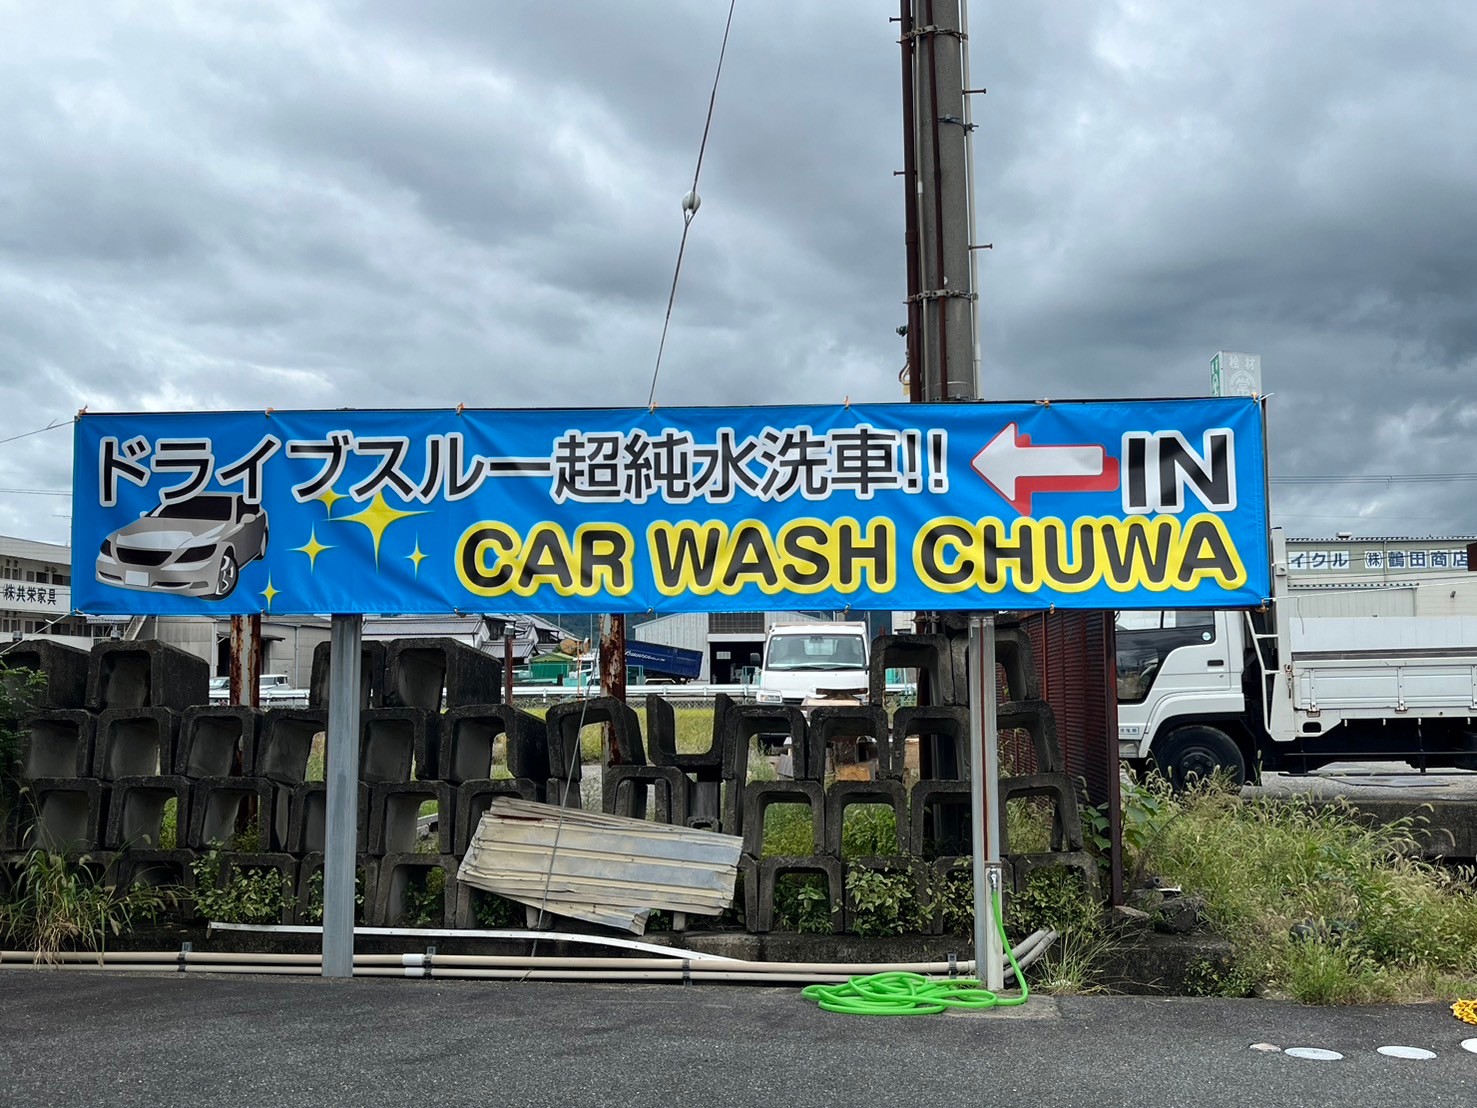 ドライブスルー超純水洗車!! IN
CAR WASH CHUWA
イクル ㈱鶴田商店
㈱共栄家具